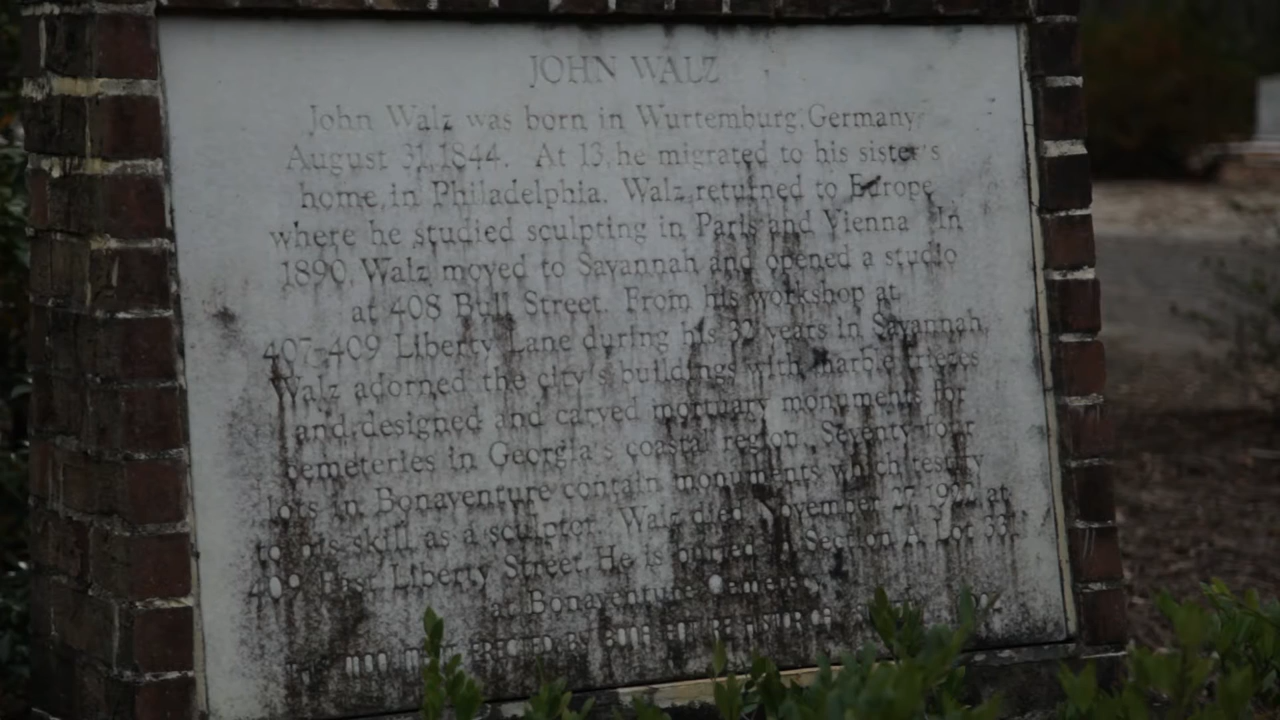 JOHN WALZ
John Walz was born in Wurtemburg, Germany
August 31, 1844. At 13, he migrated to his sister's
home, in Philadelphia. Walz returned to Europe
where he studied sculpting in Paris and Vienna In
1890, Walz moved to Savannah and opened a studio
at 408 Bull Street. From his workshop at
407-409 Liberty Lane during his 32 years in Savannah,
Walz adorned the city's buildings with marble friezes
and designed and carved mortuary monuments for
cemeteries in Georgia's coastal region. Seventy-four
lots in Bonaventure contain monuments which testify
to his skill as a sculptor. Walz died November 27, 1922 at
East Liberty Street. He is buried Section A, Lot 33
at Bonaventure Cemetery
ERECTED BY